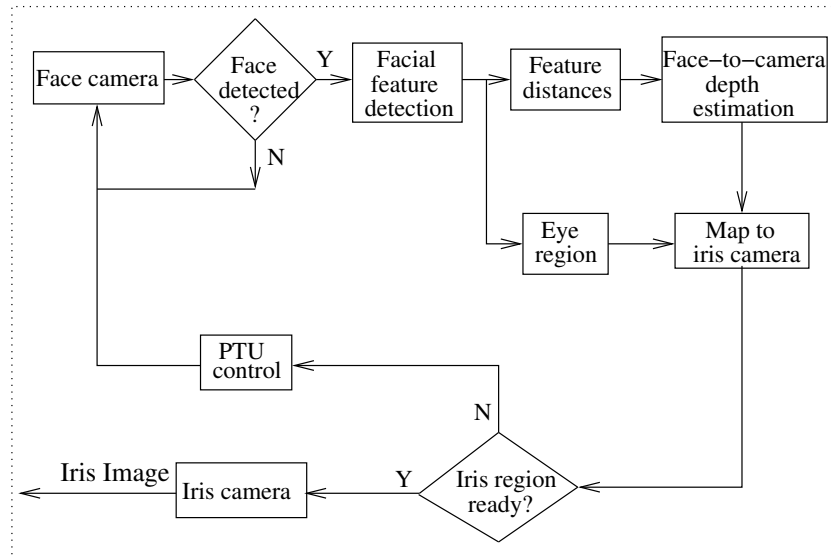 Face camera
Face
detected
?
Y
N
Facial
feature
detection
Feature
distances
Face-to-camera
depth
estimation
Eye
region
Map to
iris camera
PTU
control
N
Iris region
ready?
Y
Iris camera
Iris Image